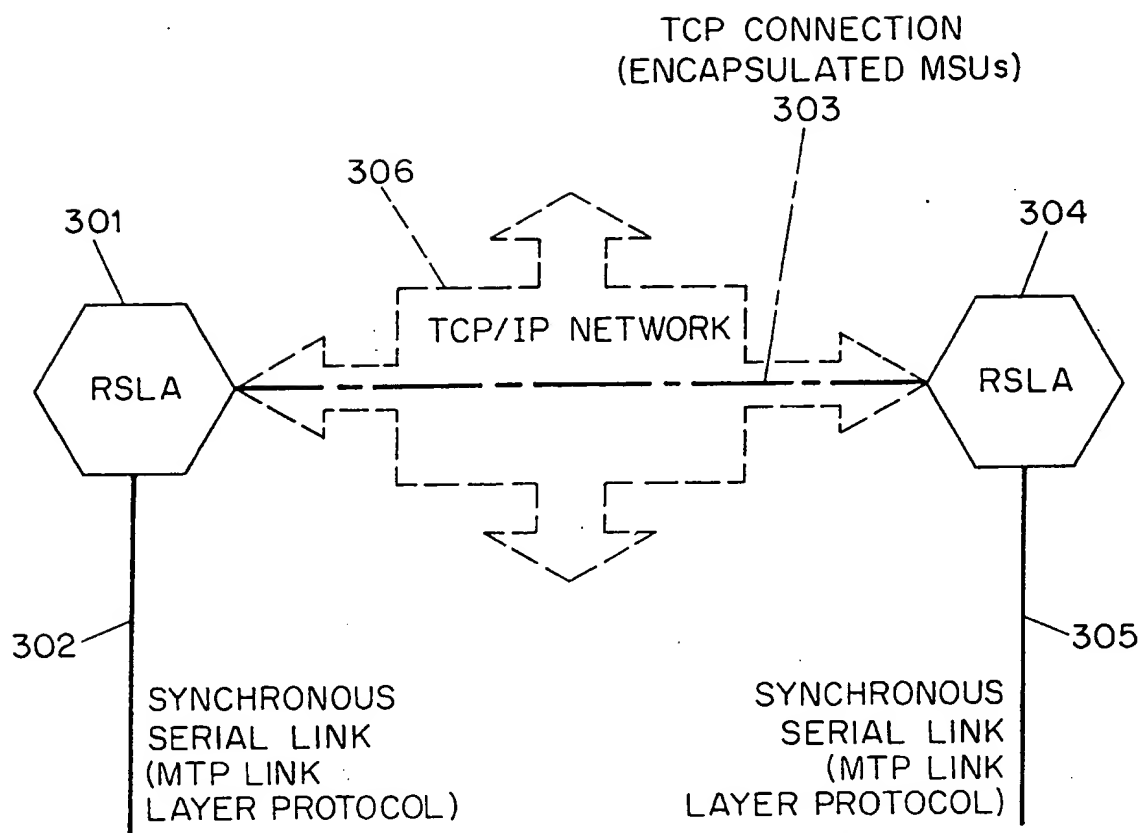 TCP CONNECTION
(ENCAPSULATED MSUs)
303
306
301
304
TCP/IP NETWORK
RSLA
RSLA
302
305
SYNCHRONOUS
SERIAL LINK
(MTP LINK
LAYER PROTOCOL)
SYNCHRONOUS
SERIAL LINK
(MTP LINK
LAYER PROTOCOL)